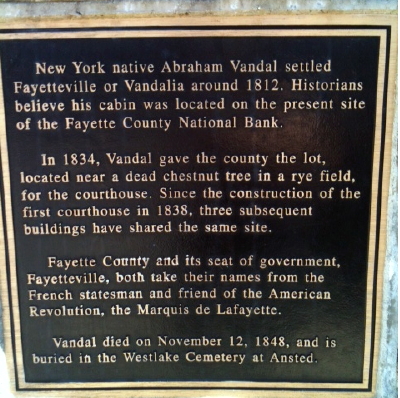 New York native Abraham Vandal settled
Fayetteville or Vandalia around 1812. Historians
believe his cabin was located on the present site
of the Fayette County National Bank.
In 1834, Vandal gave the county the lot,
located near a dead chestnut tree in a rye field,
for the courthouse. Since the construction of the
first courthouse in 1838, three subsequent
buildings have shared the same site.
Fayette County and its seat of government,
Fayetteville, both take their names from the
French statesman and friend of the American
Revolution, the Marquis de Lafayette.
Vandal died on November 12, 1848, and is
buried in the Westlake Cemetery at Ansted.